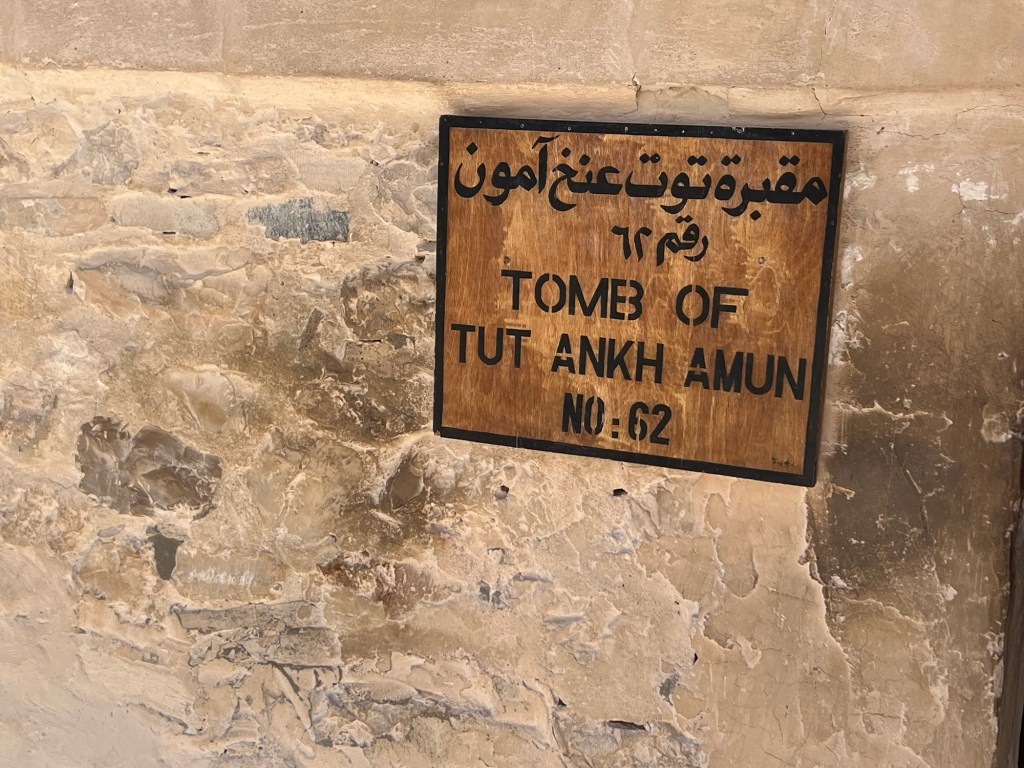 مقبرة توت عنخ آمون
رقم ٦٢
TOMB OF
TUT ANKH AMUN
NO: 62